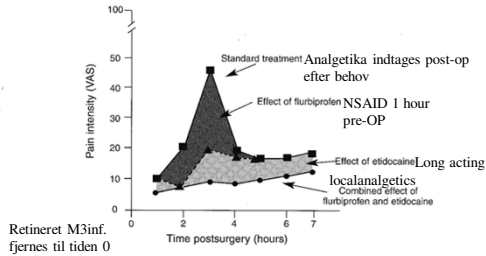 100
Standard treatment Analgetika indtages post-op
efter behov
50
40
Effect of flurbiprofen NSAID 1 hour
pre-OP
30
Pain intensity (VAS)
20
Effect of etidocaine Long acting
localanalgetics
10
Combined effect of
flurbiprofen and etidocaine
0
0. 2 4 6 7
Time postsurgery (hours)
Retineret M3inf.
fjernes til tiden 0